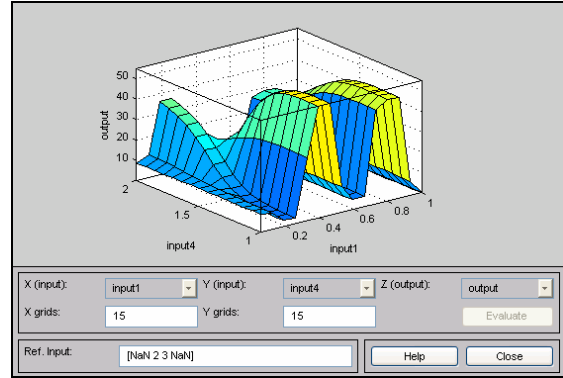 50
40
30
20
10
output
2
1.5
1
input4
0.2
0.4
0.6
0.8
1
input1
X (input): input1 Y (input): input4 Z (output): output
X grids: 15 Y grids: 15 Evaluate
Ref. Input: [NaN 2 3 NaN] Help Close